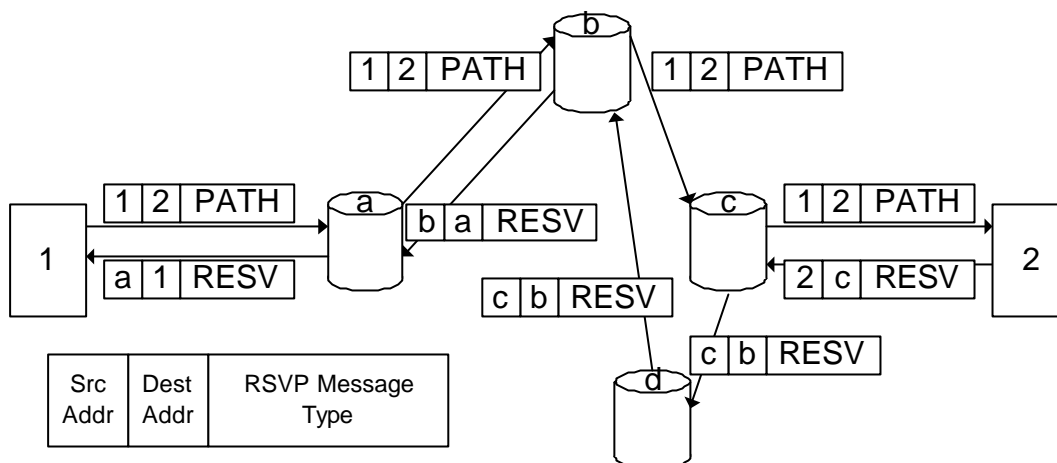 b
1 2 PATH
1 2 PATH
a
c
1 2 PATH
1 2 PATH
b a RESV
1
2
a 1 RESV
2 c RESV
c b RESV
c b RESV
d
Src
Addr
Dest
Addr
RSVP Message
Type